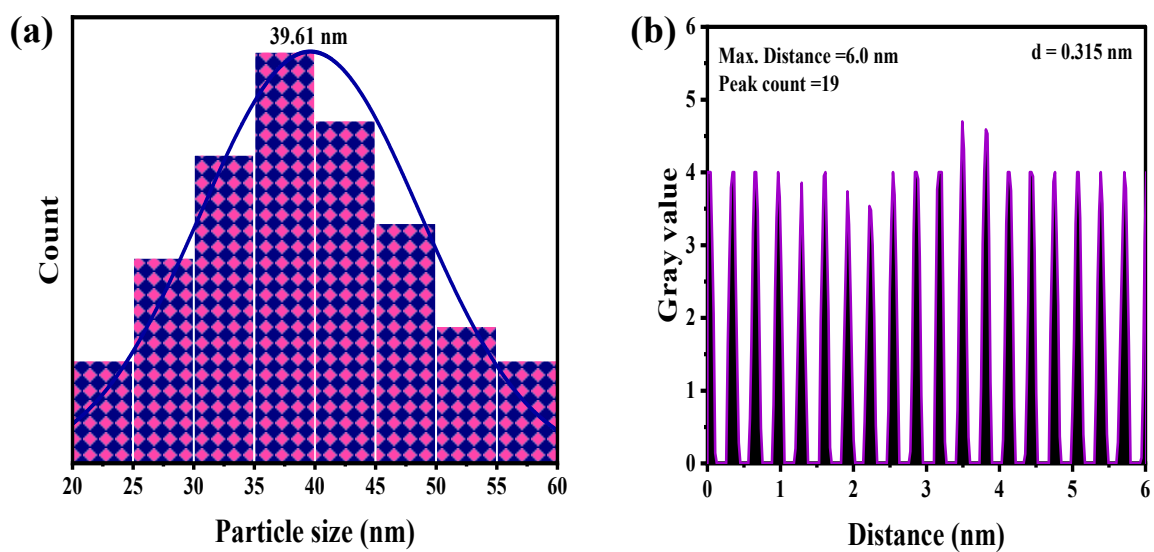 (a)
39.61 nm
Count
20 25 30 35 40 45 50 55 60
Particle size (nm)
(b)
Max. Distance =6.0 nm
Peak count =19
d = 0.315 nm
Gray value
6
5
4
3
2
1
0
0 1 2 3 4 5 6
Distance (nm)